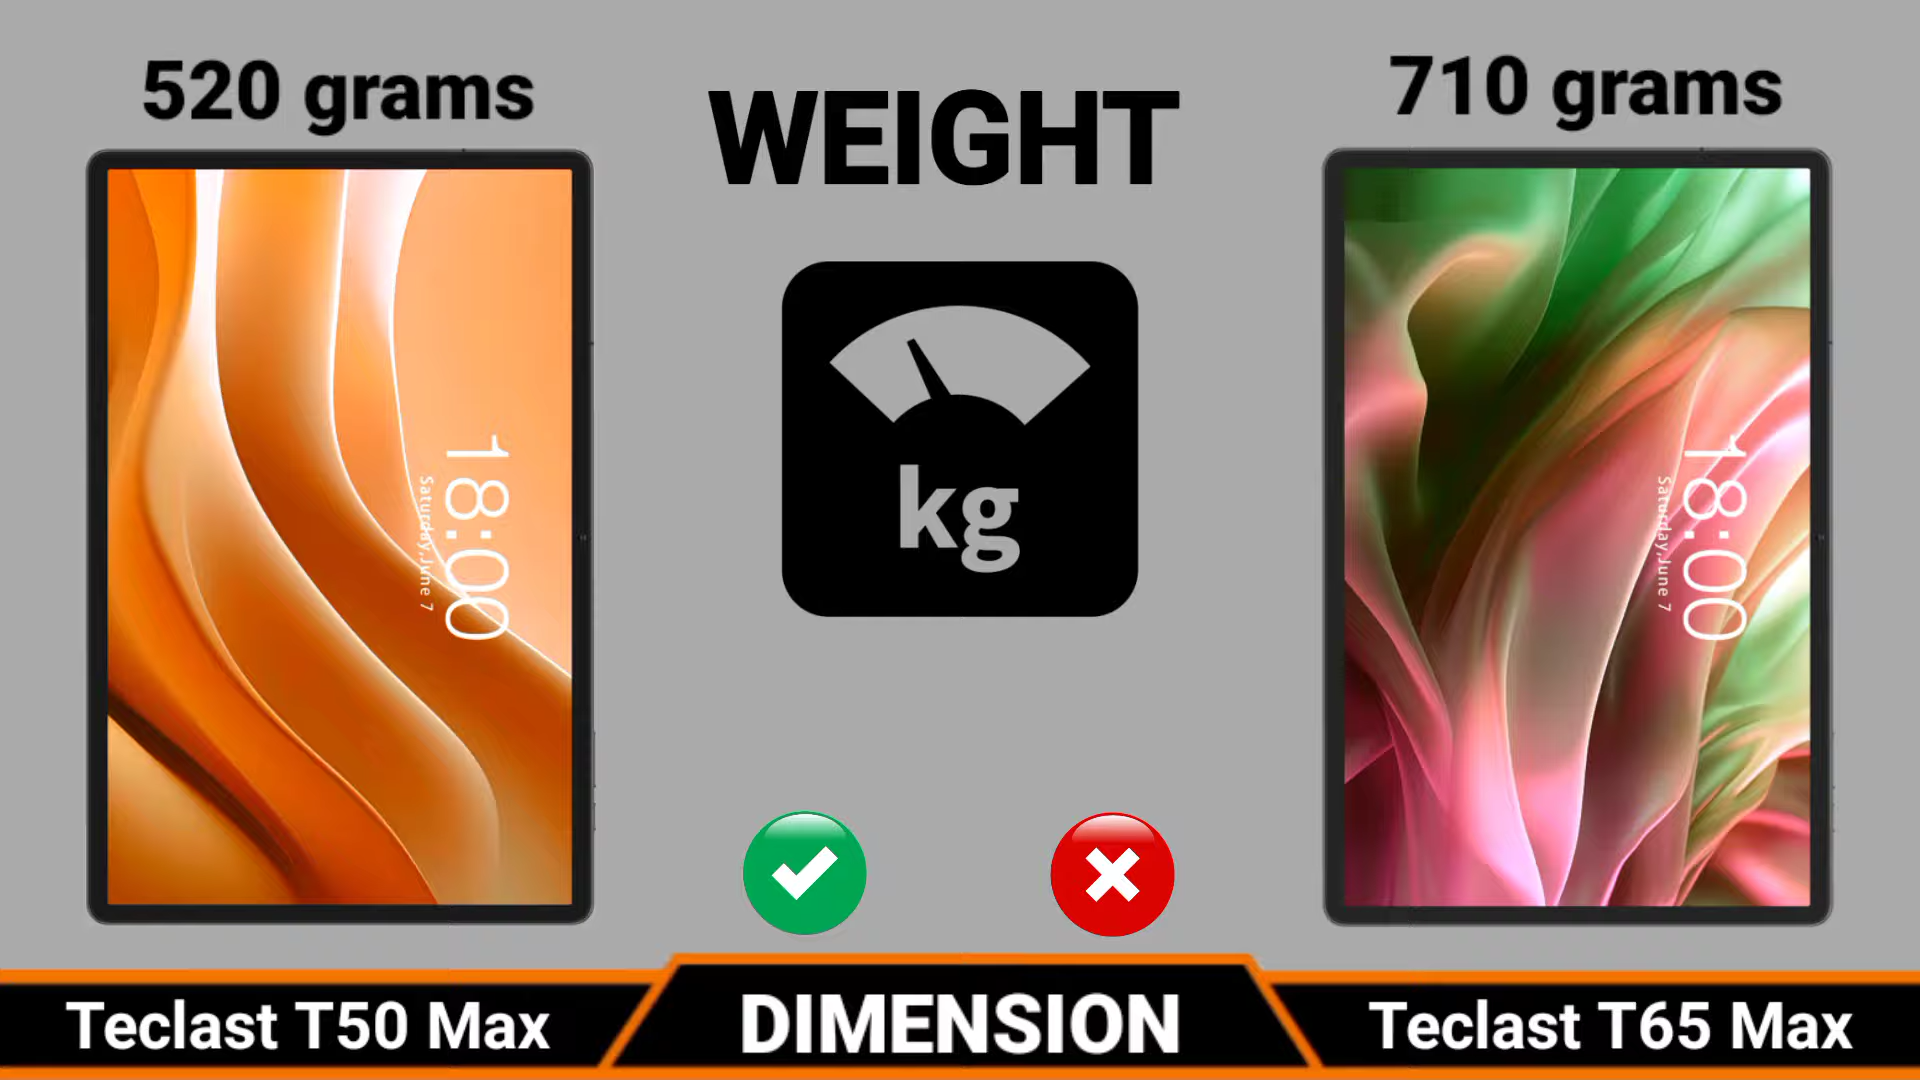 520 grams
WEIGHT
710 grams
18:00
Saturday,June 7
kg
18:00
Saturday,June 7
Teclast T50 Max
DIMENSION
Teclast T65 Max